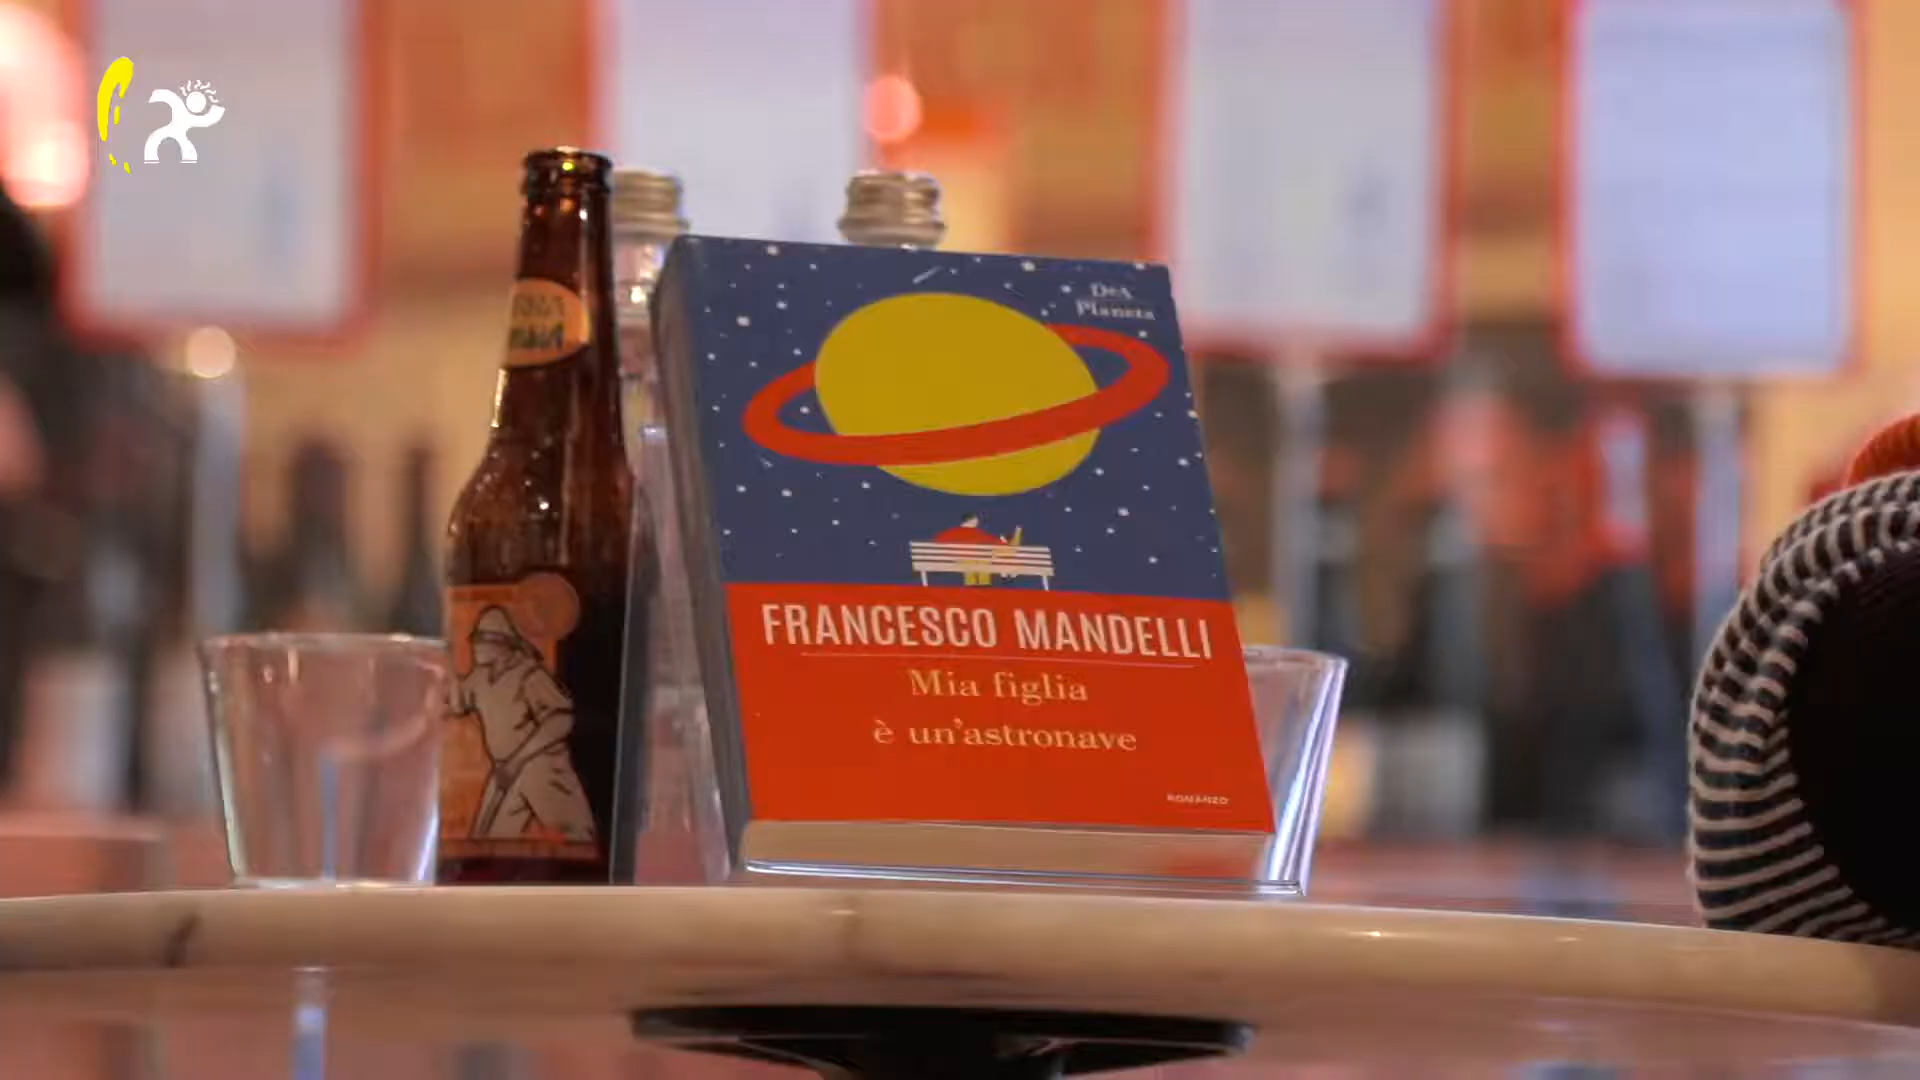 DeA
Planeta
FRANCESCO MANDELLI
Mia figlia
è un'astronave
ROMANZO